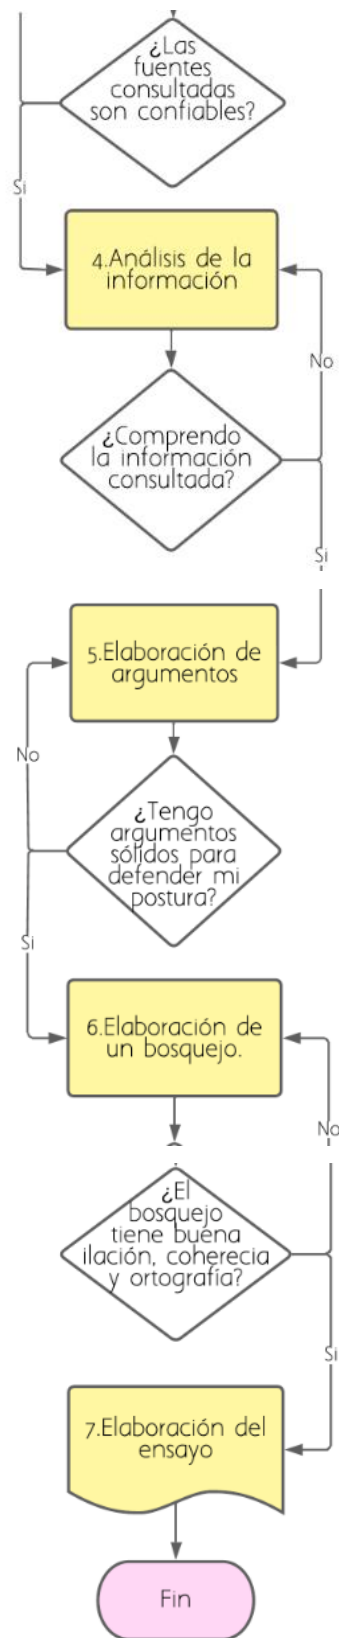 ¿Las
fuentes
consultadas
son confiables?
Si
4.Análisis de la
información
No
¿Comprendo
la información
consultada?
Si
5.Elaboración de
argumentos
No
¿Tengo
argumentos
sólidos para
defender mi
postura?
Si
6.Elaboración de
un bosquejo.
No
¿El
bosquejo
tiene buena
ilación, coherecia
y ortografía?
Si
7.Elaboración del
ensayo
Fin